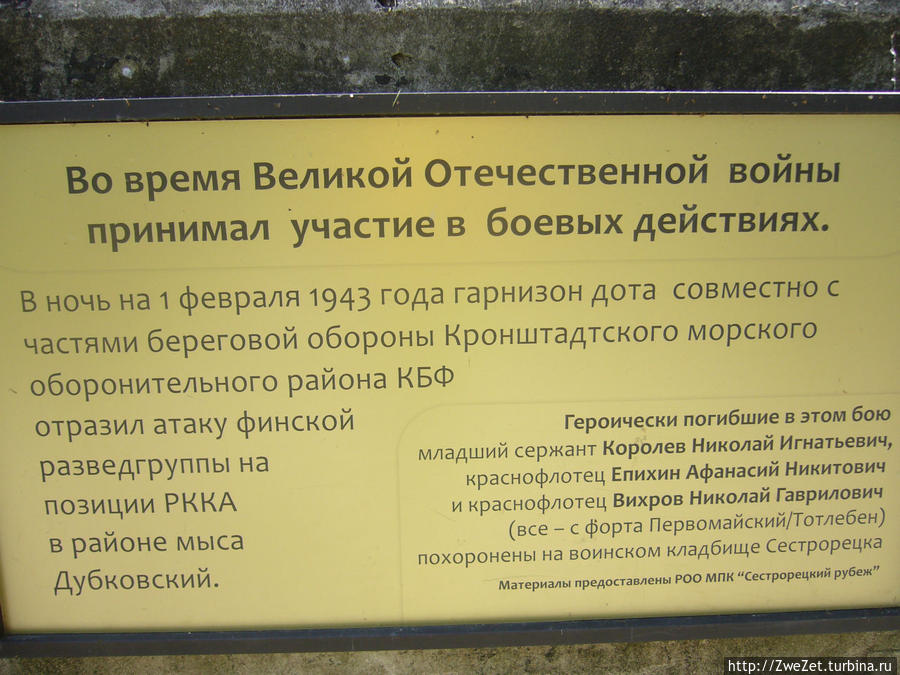 Во время Великой Отечественной войны
принимал участие в боевых действиях.
В ночь на 1 февраля 1943 года гарнизон дота совместно с
частями береговой обороны Кронштадтского морского
оборонительного района КБФ
отразил атаку финской
разведгруппы на
позиции РККА
в районе мыса
Дубковский.
Героически погибшие в этом бою
младший сержант Королев Николай Игнатьевич,
краснофлотец Епихин Афанасий Никитович
и краснофлотец Вихров Николай Гаврилович
(все – с форта Первомайский/Тотлебен)
похоронены на воинском кладбище Сестрорецка
Материалы предоставлены РОО МПК “Сестрорецкий рубеж”
http://ZweZet.turbina.ru